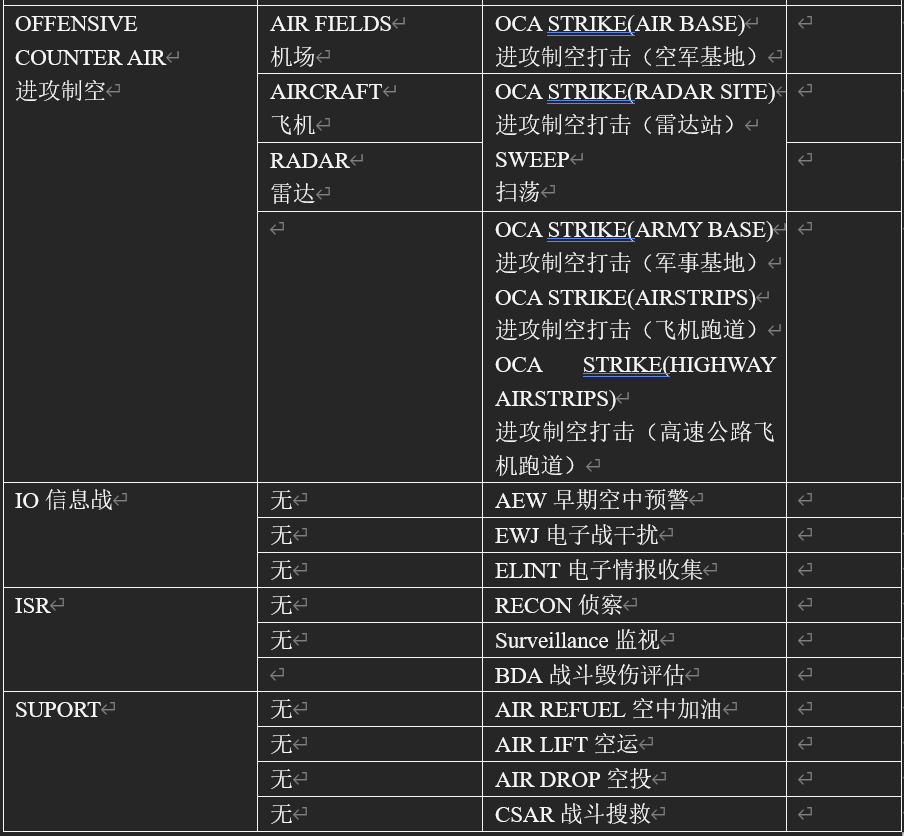 OFFENSIVE
COUNTER AIR
进攻制空
AIR FIELDS
机场
OCA STRIKE(AIR BASE)
进攻制空打击（空军基地）
AIRCRAFT
飞机
OCA STRIKE(RADAR SITE)
进攻制空打击（雷达站）
RADAR
雷达
SWEEP
扫荡
OCA STRIKE(ARMY BASE)
进攻制空打击（军事基地）
OCA STRIKE(AIRSTRIPS)
进攻制空打击（飞机跑道）
OCA STRIKE(HIGHWAY
AIRSTRIPS)
进攻制空打击（高速公路飞
机跑道）
IO 信息战
无
AEW 早期空中预警
无
EWJ 电子战干扰
无
ELINT 电子情报收集
ISR
无
RECON 侦察
无
Surveillance 监视
BDA 战斗毁伤评估
SUPORT
无
AIR REFUEL 空中加油
无
AIR LIFT 空运
无
AIR DROP 空投
无
CSAR 战斗搜救